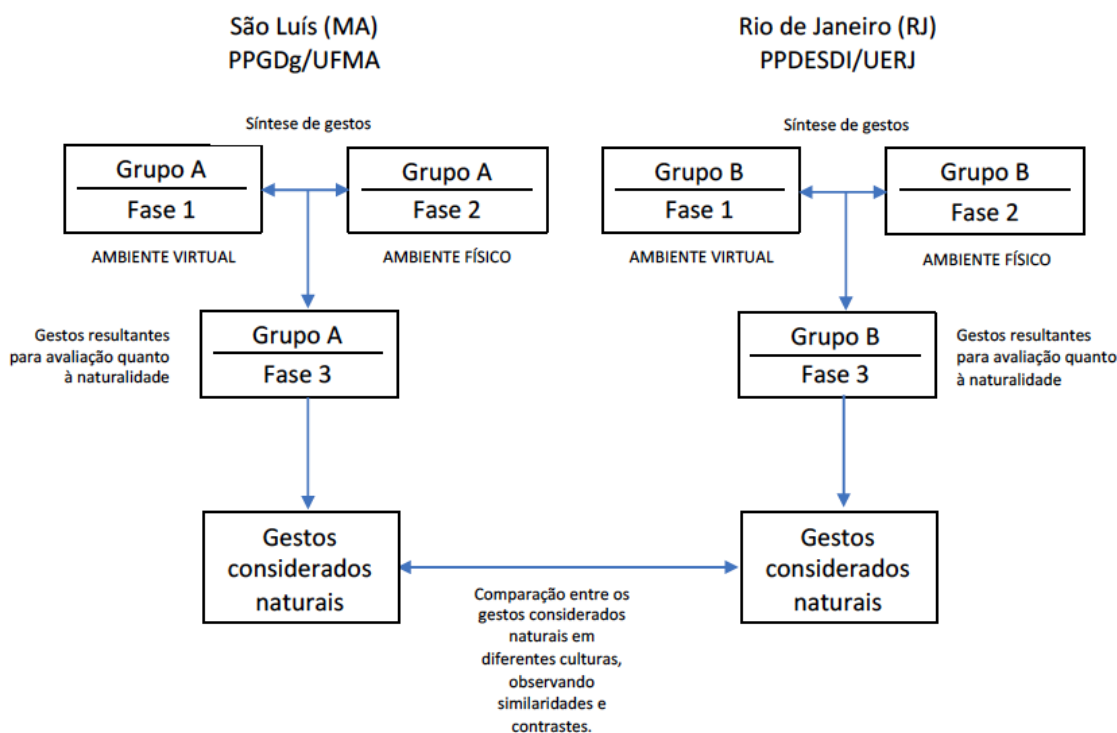 São Luís (MA)
PPGDg/UFMA
Rio de Janeiro (RJ)
PPDESDI/UERJ
Síntese de gestos
Síntese de gestos
Grupo A
Fase 1
Grupo A
Fase 2
Grupo B
Fase 1
Grupo B
Fase 2
AMBIENTE VIRTUAL
AMBIENTE FÍSICO
AMBIENTE VIRTUAL
AMBIENTE FÍSICO
Gestos resultantes
para avaliação quanto
à naturalidade
Grupo A
Fase 3
Grupo B
Fase 3
Gestos resultantes
para avaliação quanto
à naturalidade
Gestos
considerados
naturais
Comparação entre os
gestos considerados
naturais em
diferentes culturas,
observando
similaridades e
contrastes.
Gestos
considerados
naturais